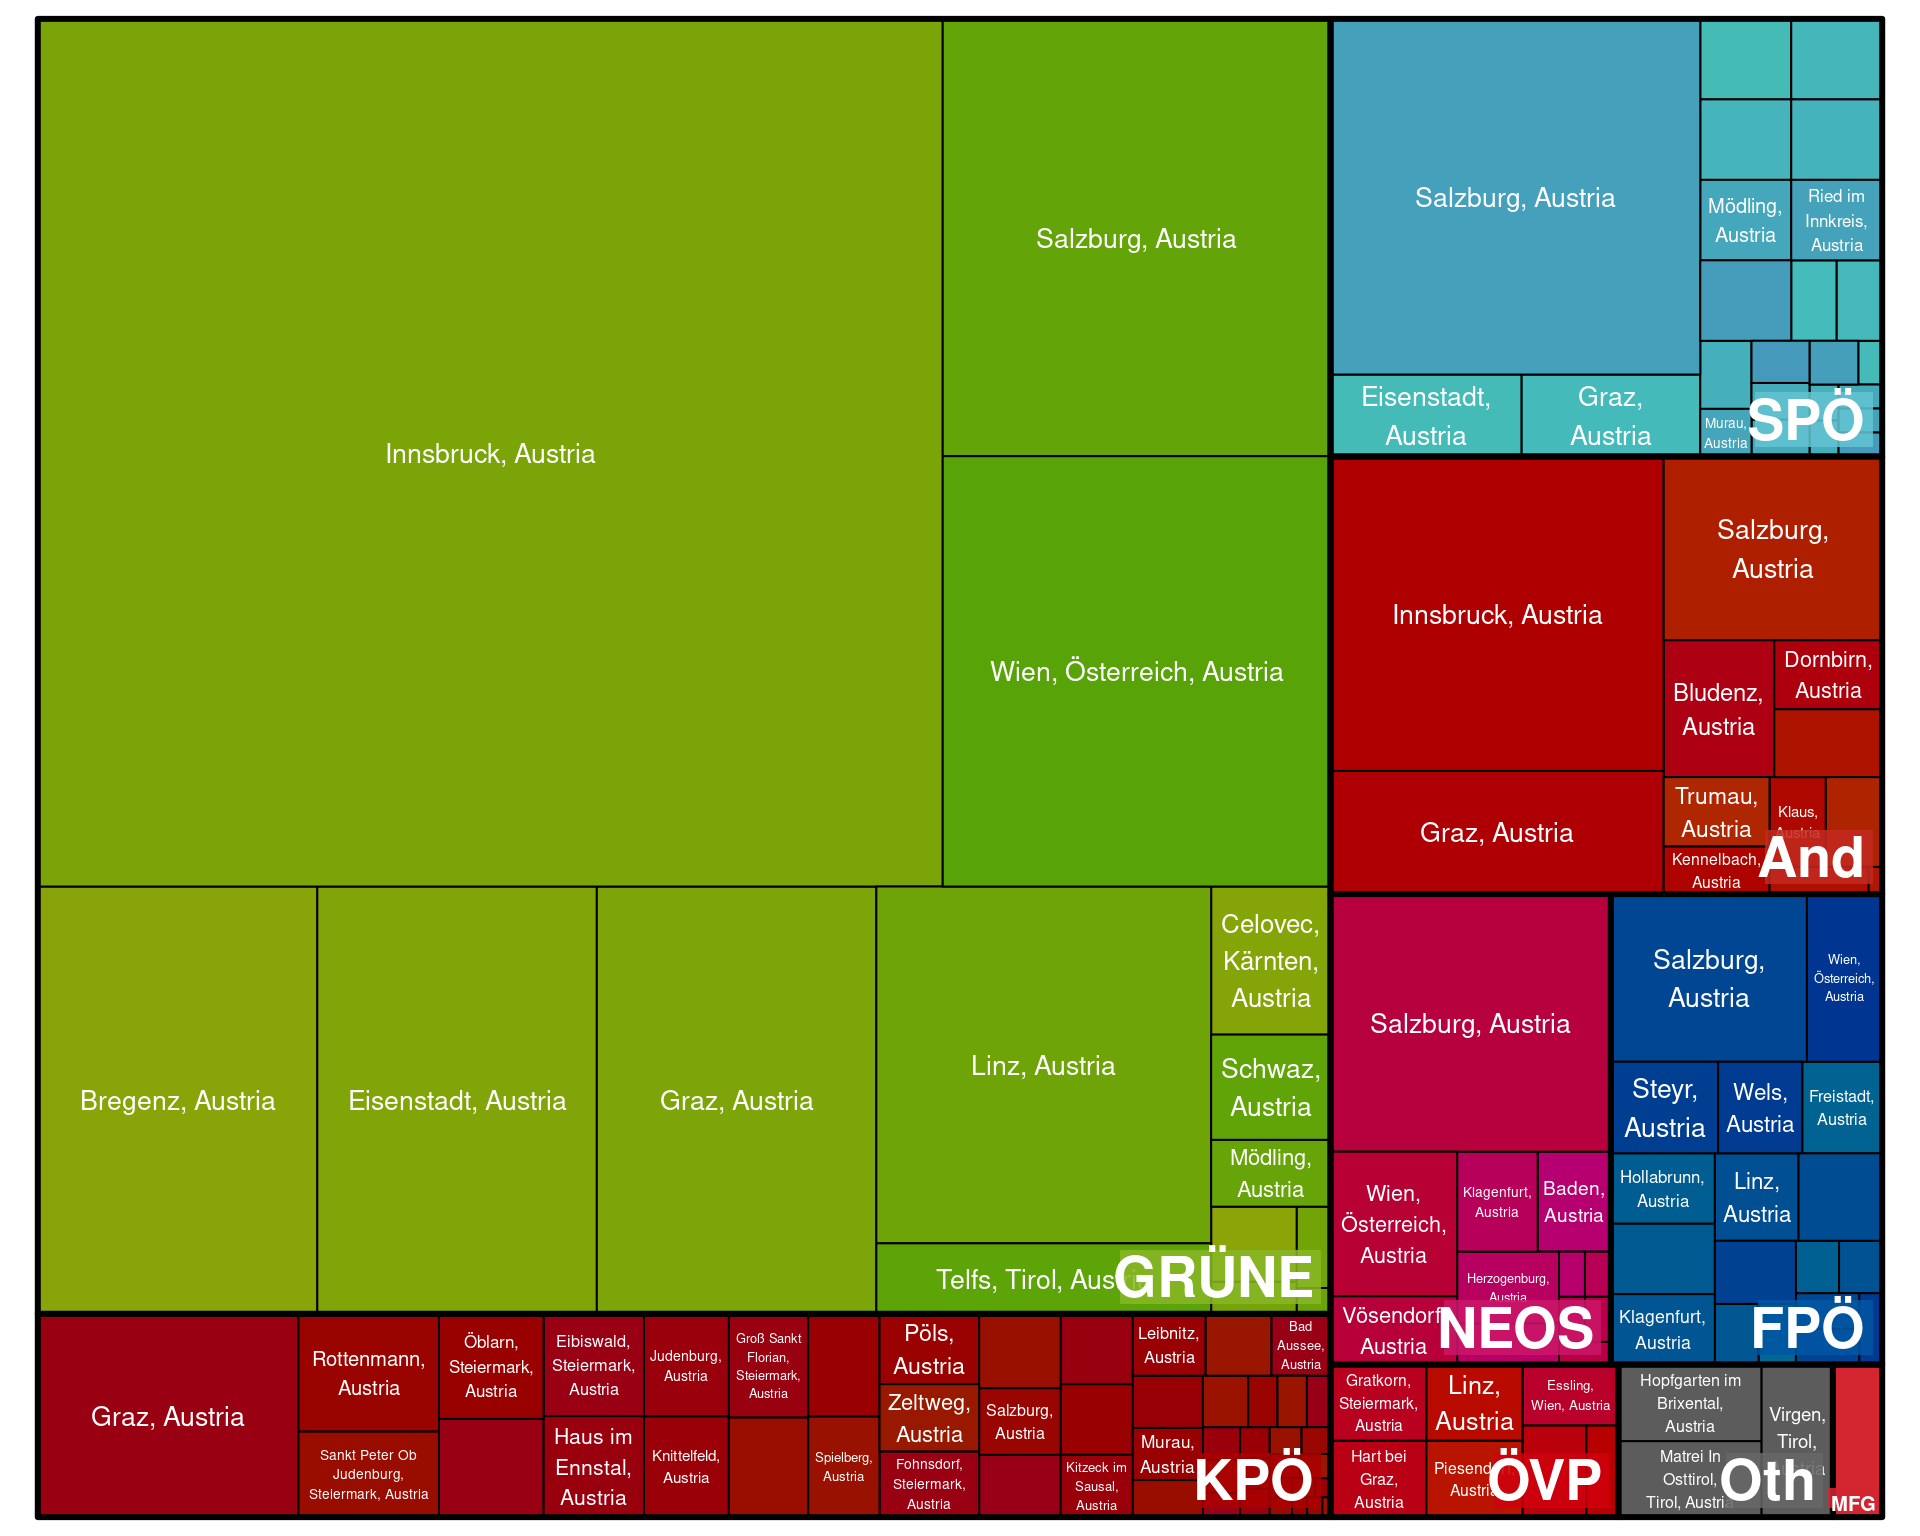 Innsbruck, Austria
Salzburg, Austria
Wien, Österreich, Austria
Bregenz, Austria
Eisenstadt, Austria
Graz, Austria
Linz, Austria
Celovec,
Kärnten,
Austria
Schwaz,
Austria
Mödling,
Austria
Telfs, Tirol, Aus
GRÜNE
Salzburg, Austria
Eisenstadt,
Austria
Graz,
Austria
Mödling,
Austria
Ried im
Innkreis,
Austria
Murau,
Austria
SPÖ
Innsbruck, Austria
Graz, Austria
Salzburg,
Austria
Bludenz,
Austria
Dornbirn,
Austria
Trumau,
Austria
Klaus,
Austria
Kennelbach,
Austria
And
Salzburg, Austria
Wien,
Österreich,
Austria
Klagenfurt,
Austria
Baden,
Austria
Herzogenburg,
Austria
Vösendorf,
Austria
NEOS
Salzburg,
Austria
Wien,
Österreich,
Austria
Steyr,
Austria
Wels,
Austria
Freistadt,
Austria
Hollabrunn,
Austria
Linz,
Austria
Klagenfurt,
Austria
FPÖ
Graz, Austria
Rottenmann,
Austria
Sankt Peter Ob
Judenburg,
Steiermark, Austria
Öblarn,
Steiermark,
Austria
Eibiswald,
Steiermark,
Austria
Haus im
Ennstal,
Austria
Judenburg,
Austria
Knittelfeld,
Austria
Groß Sankt
Florian,
Steiermark,
Austria
Spielberg,
Austria
Pöls,
Austria
Zeltweg,
Austria
Fohnsdorf,
Steiermark,
Austria
Salzburg,
Austria
Kitzeck im
Sausal,
Austria
Leibnitz,
Austria
Bad
Aussee,
Austria
Murau,
Austria
KPÖ
Gratkorn,
Steiermark,
Austria
Hart bei
Graz,
Austria
Linz,
Austria
Piesendorf,
Austria
Essling,
Wien, Austria
ÖVP
Hopfgarten im
Brixental,
Austria
Matrei In
Osttirol,
Tirol, Austria
Virgen,
Tirol,
Austria
Oth
MFG